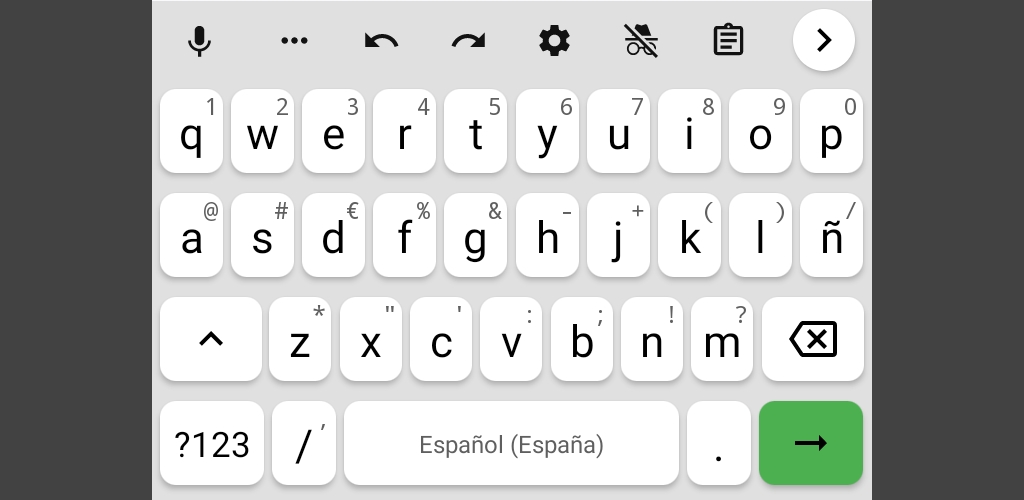 q 1 w 2 e 3 r 4 t 5 y 6 u 7 i 8 o 9 p 0
a @ s # d € f % g & h - j + k ( l ) ñ /
z * x " c ' v : b ; n ! m ?
?123 / , Español (España) .